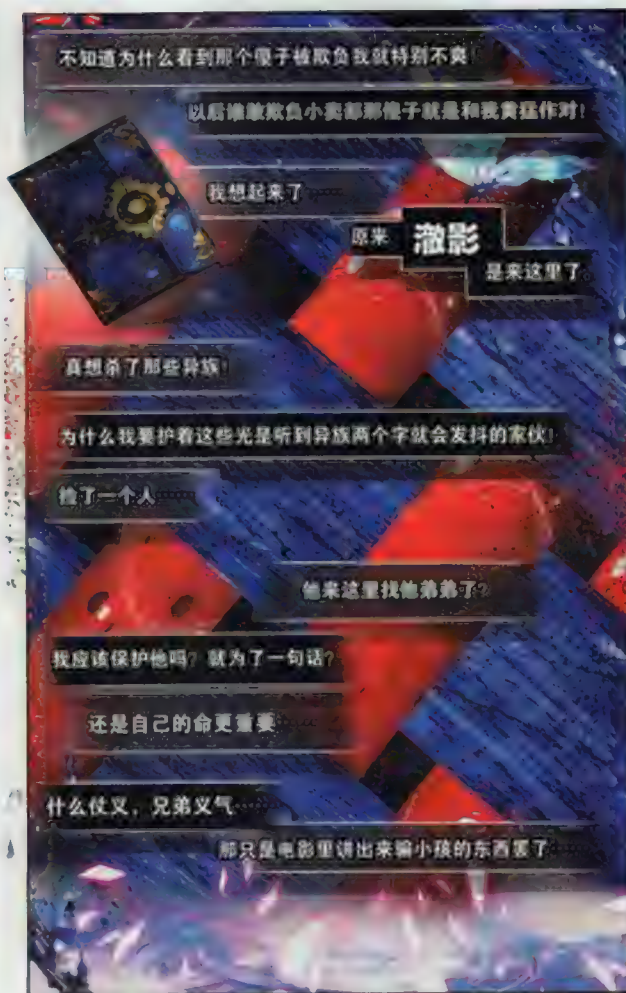 不知道为什么看到那个傻子被欺负我就特别不爽！
以后谁敢欺负小卖部那傻子就是和我黄猛作对！
我想起来了……
原来
澈影
是来这里了
真想杀了那些异族！
为什么我要护着这些光是听到异族两个字就会发抖的家伙！
捡了一个人……
他来这里找他弟弟了？
我应该保护他吗？就为了一句话？
还是自己的命更重要……
什么仗义，兄弟义气……
那只是电影里讲出来骗小孩的东西罢了……